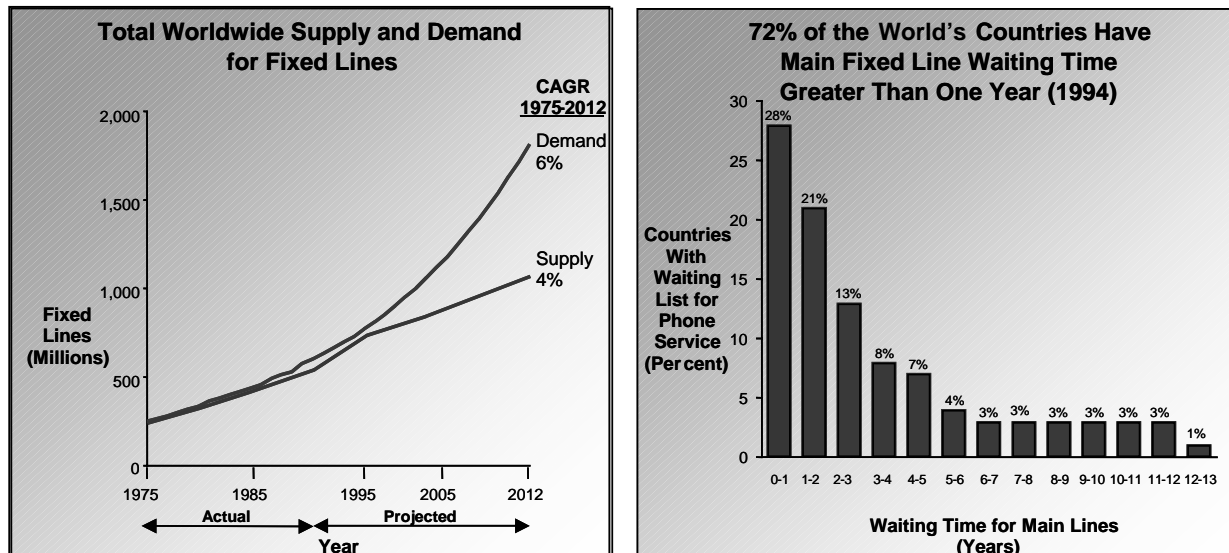 Total Worldwide Supply and Demand
for Fixed Lines
CAGR
1975-2012
2,000
Demand
6%
1,500
Supply
4%
1,000
Fixed
Lines
(Millions)
500
0
1975 1985 1995 2005 2012
Actual Projected
Year
72% of the World's Countries Have
Main Fixed Line Waiting Time
Greater Than One Year (1994)
30
28%
25
21%
20
Countries
With
Waiting
List for
Phone
Service
(Per cent)
15
13%
10
8%
7%
5
4%
3% 3% 3% 3% 3% 3%
1%
0
0-1 1-2 2-3 3-4 4-5 5-6 6-7 7-8 8-9 9-10 10-11 11-12 12-13
Waiting Time for Main Lines
(Years)